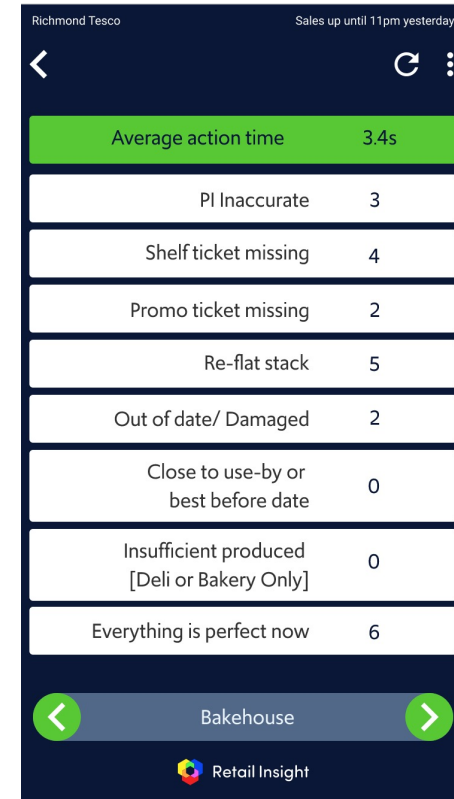 Richmond Tesco Sales up until 11pm yesterday
Average action time 3.4s
PI Inaccurate 3
Shelf ticket missing 4
Promo ticket missing 2
Re-flat stack 5
Out of date/ Damaged 2
Close to use-by or
best before date 0
Insufficient produced
[Deli or Bakery Only] 0
Everything is perfect now 6
Bakehouse
Retail Insight